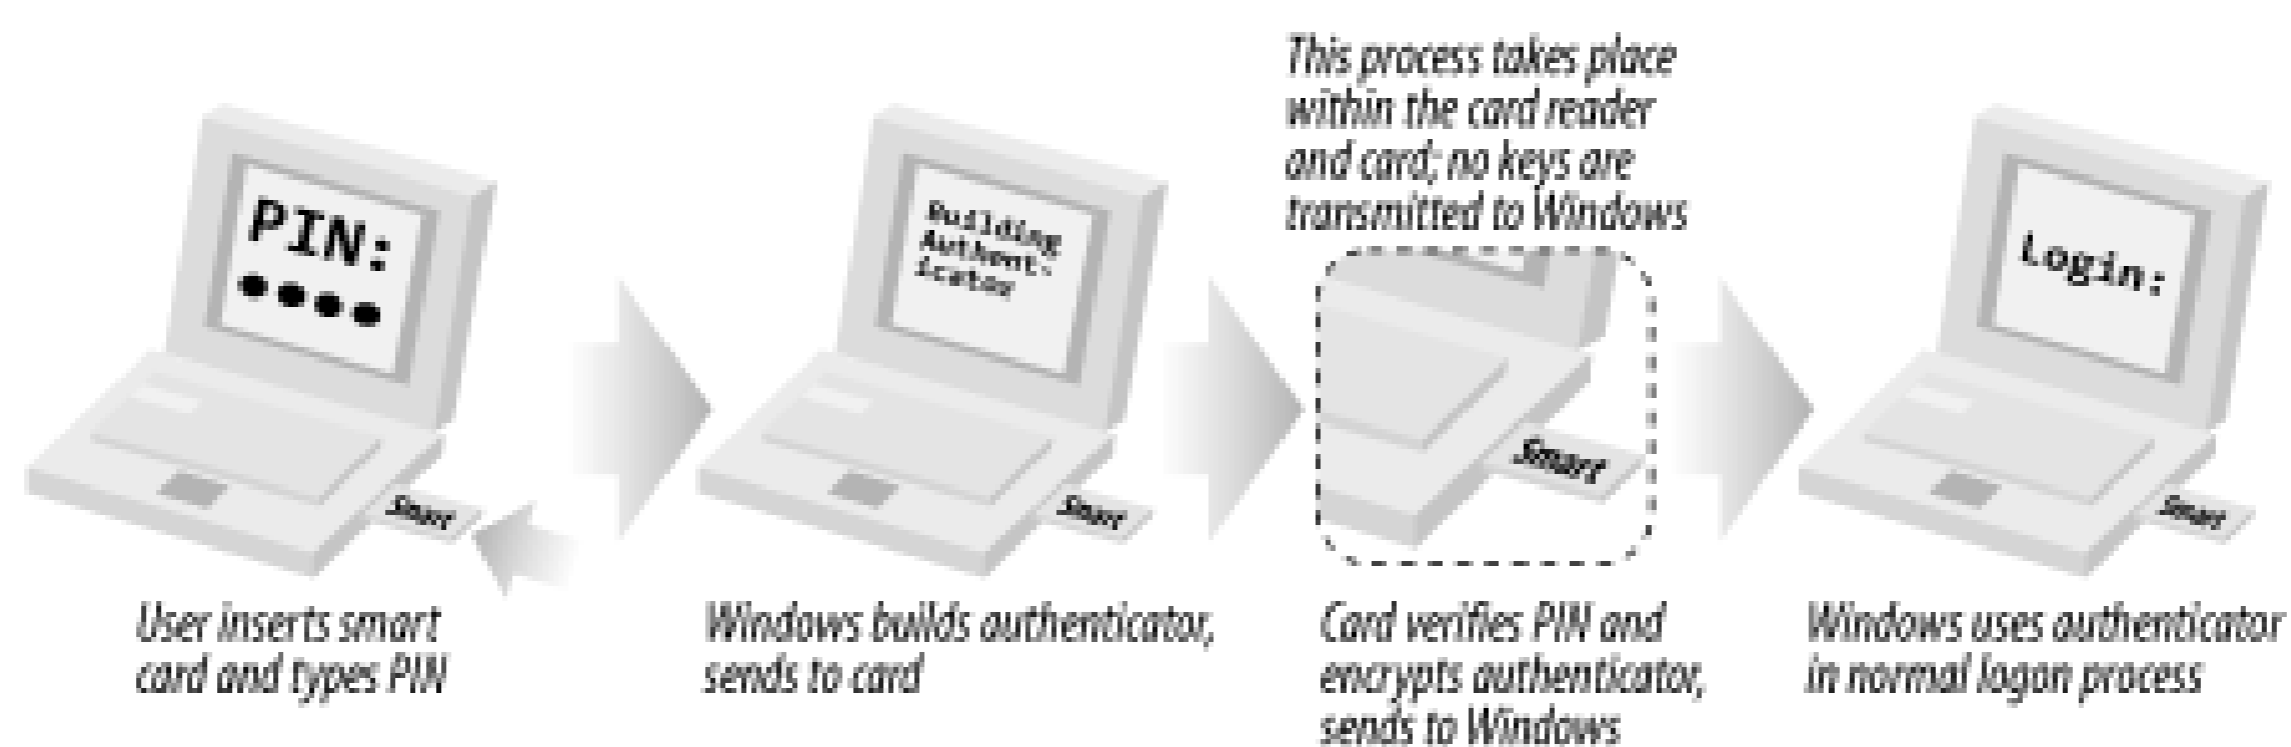 PIN:
Smart
User inserts smart
card and types PIN
Building
Authent-
icator
Smart
Windows builds authenticator,
sends to card
This process takes place
within the card reader
and card; no keys are
transmitted to Windows
Smart
Card verifies PIN and
encrypts authenticator,
sends to Windows
Login:
Smart
Windows uses authenticator
in normal logon process